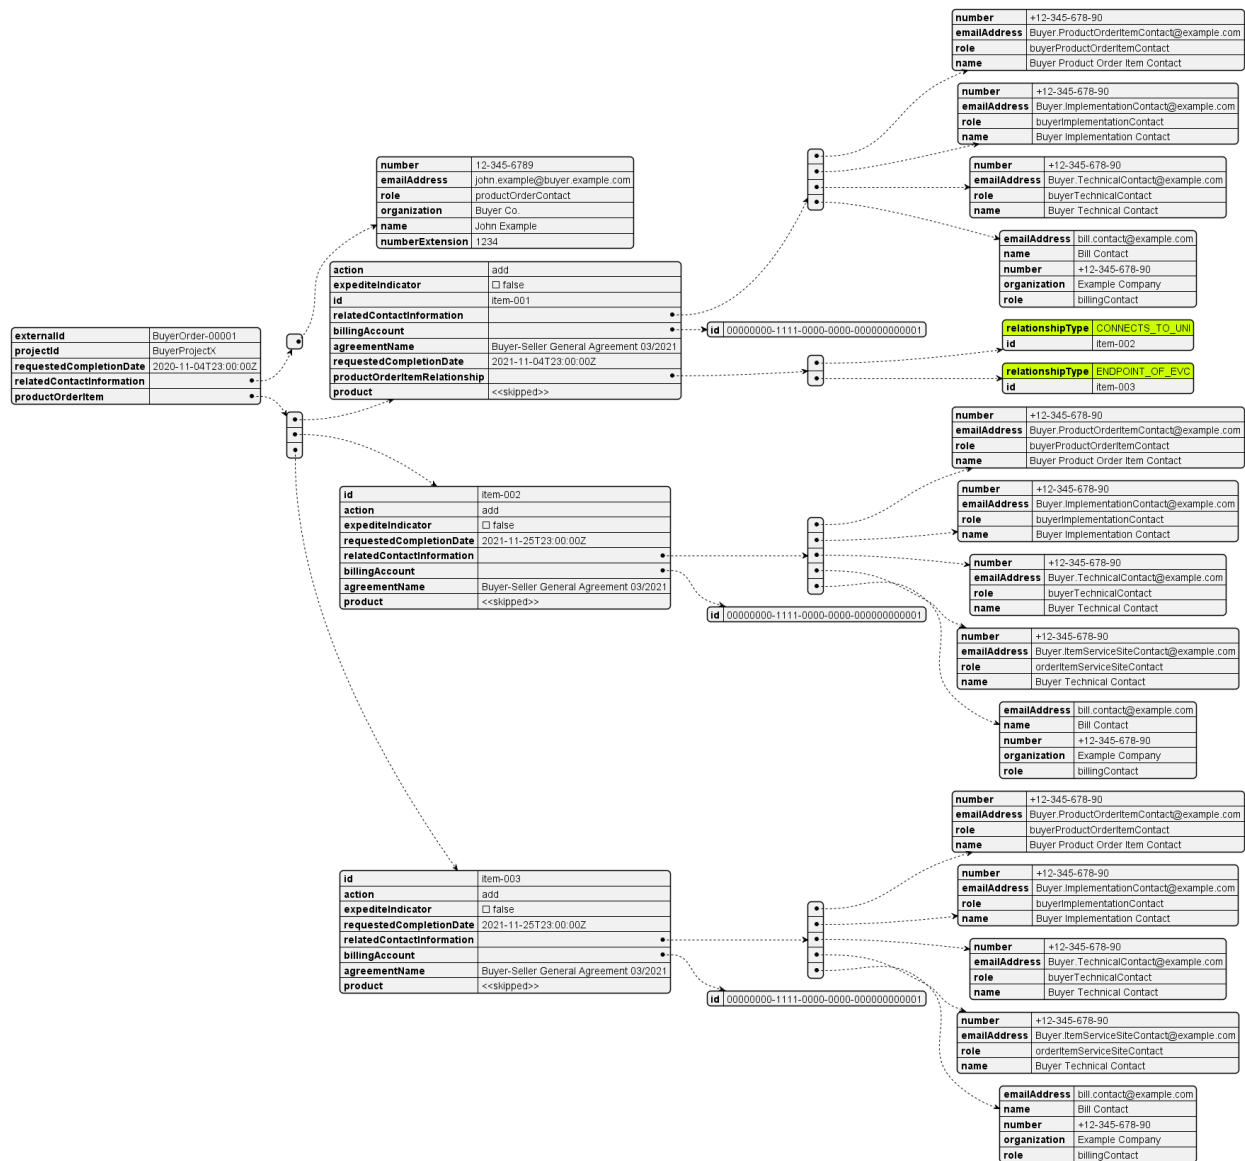 externalId BuyerOrder-00001
projectId BuyerProjectX
requestedCompletionDate 2020-11-04T23:00:00Z
relatedContactInformation
productOrderItem
number 12-345-6789
emailAddress john.example@buyer.example.com
role productOrderContact
organization Buyer Co.
name John Example
numberExtension 1234
action add
expediteIndicator ☐ false
id item-001
relatedContactInformation
billingAccount
agreementName Buyer-Seller General Agreement 03/2021
requestedCompletionDate 2021-11-04T23:00:00Z
productOrderItemRelationship
product <<skipped>>
number +12-345-678-90
emailAddress Buyer.ProductOrderItemContact@example.com
role buyerProductOrderItemContact
name Buyer Product Order Item Contact
number +12-345-678-90
emailAddress Buyer.ImplementationContact@example.com
role buyerImplementationContact
name Buyer Implementation Contact
number +12-345-678-90
emailAddress Buyer.TechnicalContact@example.com
role buyerTechnicalContact
name Buyer Technical Contact
emailAddress bill.contact@example.com
name Bill Contact
number +12-345-678-90
organization Example Company
role billingContact
id 00000000-1111-0000-0000-000000000001
relationshipType CONNECTS_TO_UNI
id item-002
relationshipType ENDPOINT_OF_EVC
id item-003
id item-002
action add
expediteIndicator ☐ false
requestedCompletionDate 2021-11-25T23:00:00Z
relatedContactInformation
billingAccount
agreementName Buyer-Seller General Agreement 03/2021
product <<skipped>>
number +12-345-678-90
emailAddress Buyer.ProductOrderItemContact@example.com
role buyerProductOrderItemContact
name Buyer Product Order Item Contact
number +12-345-678-90
emailAddress Buyer.ImplementationContact@example.com
role buyerImplementationContact
name Buyer Implementation Contact
number +12-345-678-90
emailAddress Buyer.TechnicalContact@example.com
role buyerTechnicalContact
name Buyer Technical Contact
number +12-345-678-90
emailAddress Buyer.ItemServiceSiteContact@example.com
role orderItemServiceSiteContact
name Buyer Technical Contact
emailAddress bill.contact@example.com
name Bill Contact
number +12-345-678-90
organization Example Company
role billingContact
id 00000000-1111-0000-0000-000000000001
id item-003
action add
expediteIndicator ☐ false
requestedCompletionDate 2021-11-25T23:00:00Z
relatedContactInformation
billingAccount
agreementName Buyer-Seller General Agreement 03/2021
product <<skipped>>
number +12-345-678-90
emailAddress Buyer.ProductOrderItemContact@example.com
role buyerProductOrderItemContact
name Buyer Product Order Item Contact
number +12-345-678-90
emailAddress Buyer.ImplementationContact@example.com
role buyerImplementationContact
name Buyer Implementation Contact
number +12-345-678-90
emailAddress Buyer.TechnicalContact@example.com
role buyerTechnicalContact
name Buyer Technical Contact
number +12-345-678-90
emailAddress Buyer.ItemServiceSiteContact@example.com
role orderItemServiceSiteContact
name Buyer Technical Contact
emailAddress bill.contact@example.com
name Bill Contact
number +12-345-678-90
organization Example Company
role billingContact
id 00000000-1111-0000-0000-000000000001